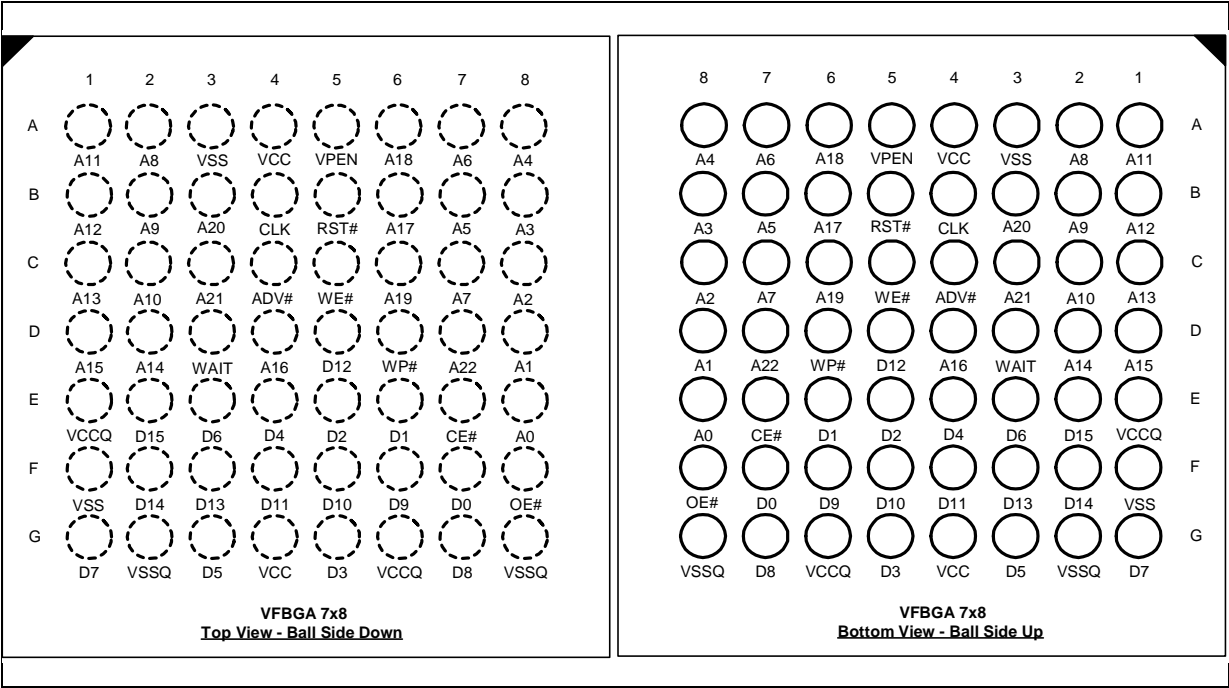 1 2 3 4 5 6 7 8
A
A11 A8 VSS VCC VPEN A18 A6 A4
B
A12 A9 A20 CLK RST# A17 A5 A3
C
A13 A10 A21 ADV# WE# A19 A7 A2
D
A15 A14 WAIT A16 D12 WP# A22 A1
E
VCCQ D15 D6 D4 D2 D1 CE# A0
F
VSS D14 D13 D11 D10 D9 D0 OE#
G
D7 VSSQ D5 VCC D3 VCCQ D8 VSSQ
VFBGA 7x8
Top View - Ball Side Down
8 7 6 5 4 3 2 1
A
A4 A6 A18 VPEN VCC VSS A8 A11
B
A3 A5 A17 RST# CLK A20 A9 A12
C
A2 A7 A19 WE# ADV# A21 A10 A13
D
A1 A22 WP# D12 A16 WAIT A14 A15
E
A0 CE# D1 D2 D4 D6 D15 VCCQ
F
OE# D0 D9 D10 D11 D13 D14 VSS
G
VSSQ D8 VCCQ D3 VCC D5 VSSQ D7
VFBGA 7x8
Bottom View - Ball Side Up